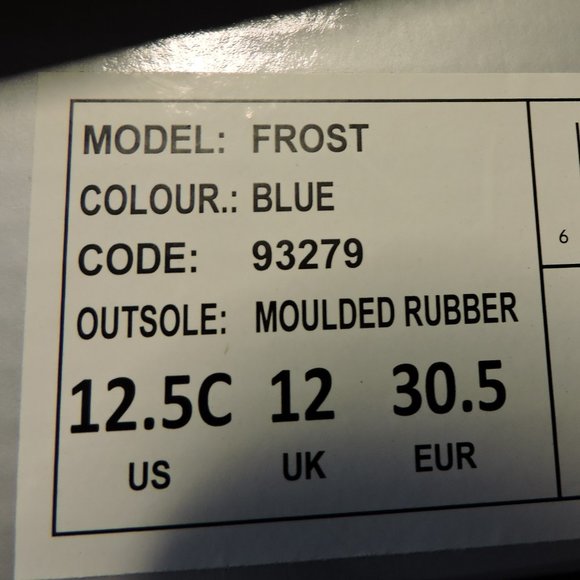 MODEL: FROST
COLOUR.: BLUE
CODE: 93279
OUTSOLE: MOULDED RUBBER
12.5C 12 30.5
US UK EUR
6